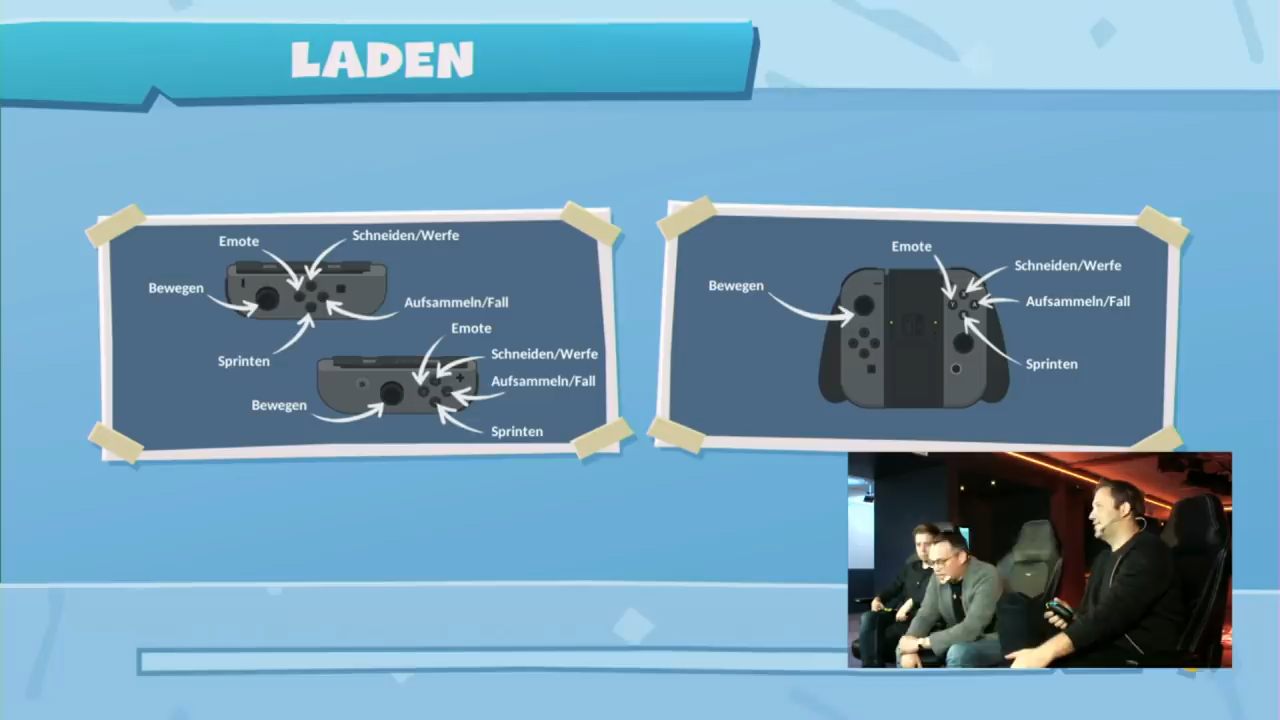 LADEN
Emote
Schneiden/Werfe
Bewegen
Aufsammeln/Fall
Sprinten
Emote
Schneiden/Werfe
Aufsammeln/Fall
Bewegen
Sprinten
Emote
Schneiden/Werfe
Bewegen
Aufsammeln/Fall
Sprinten